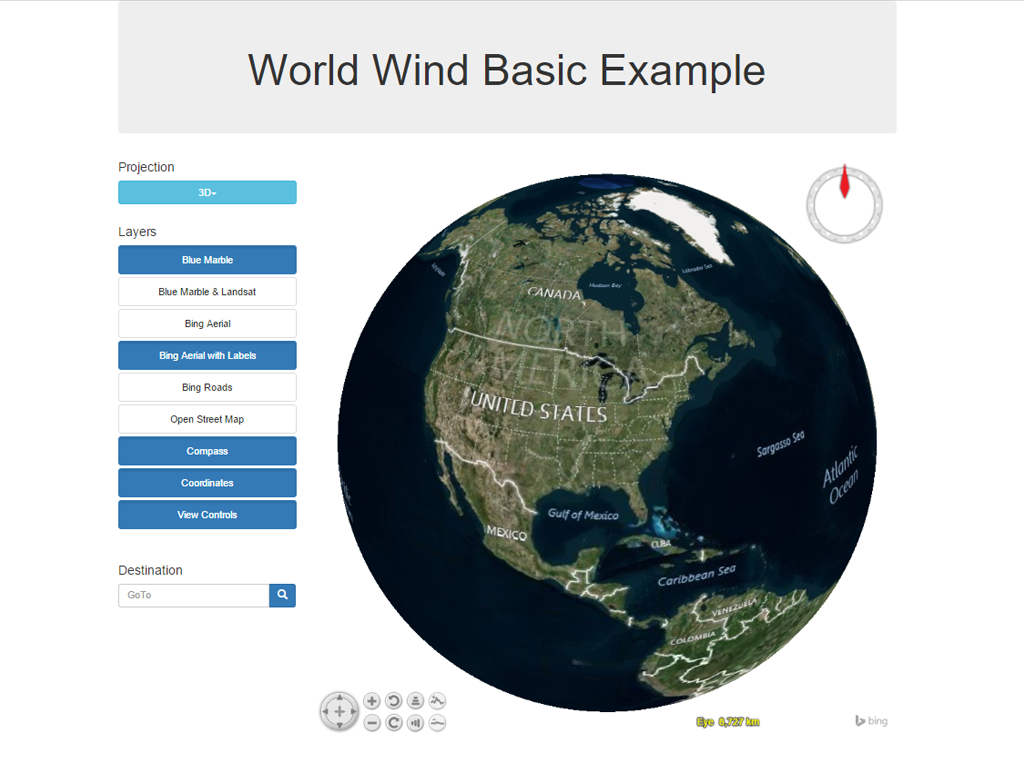 World Wind Basic Example
Projection
3D
Layers
Blue Marble
Blue Marble & Landsat
Bing Aerial
Bing Aerial with Labels
Bing Roads
Open Street Map
Compass
Coordinates
View Controls
Destination
GoTo
Labrador Sea
Hudson Bay
CANADA
NORTH
AMERICA
UNITED STATES
Sargasso Sea
Atlantic
Ocean
Gulf of Mexico
MEXICO
CUBA
Caribbean Sea
VENEZUELA
COLOMBIA
Eye 8,727 km
bing